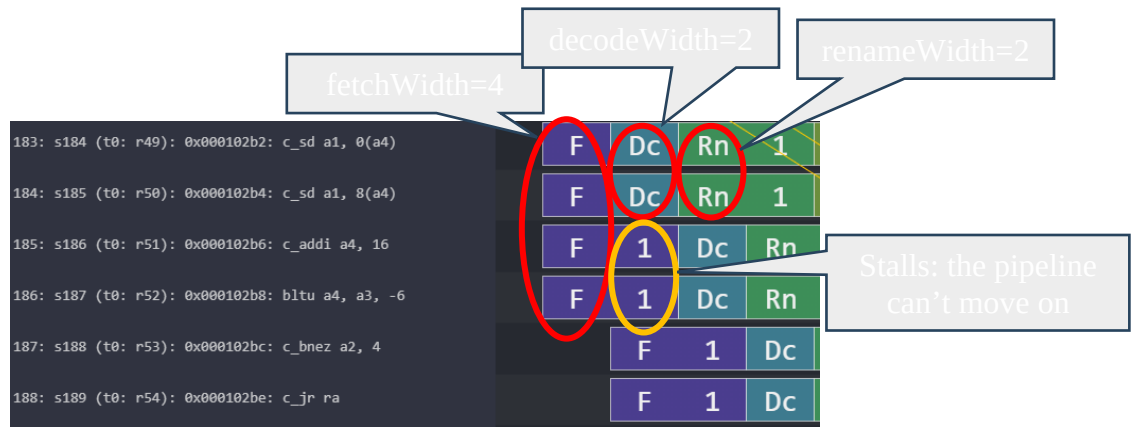 decodeWidth=2
renameWidth=2
fetchWidth=4
183: s184 (t0: r49): 0x000102b2: c_sd a1, 0(a4) F Dc Rn 1
184: s185 (t0: r50): 0x000102b4: c_sd a1, 8(a4) F Dc Rn 1
185: s186 (t0: r51): 0x000102b6: c_addi a4, 16 F 1 Dc Rn
Stalls: the pipeline
can't move on
186: s187 (t0: r52): 0x000102b8: bltu a4, a3, -6 F 1 Dc Rn
187: s188 (t0: r53): 0x000102bc: c_bnez a2, 4 F 1 Dc
188: s189 (t0: r54): 0x000102be: c_jr ra F 1 Dc